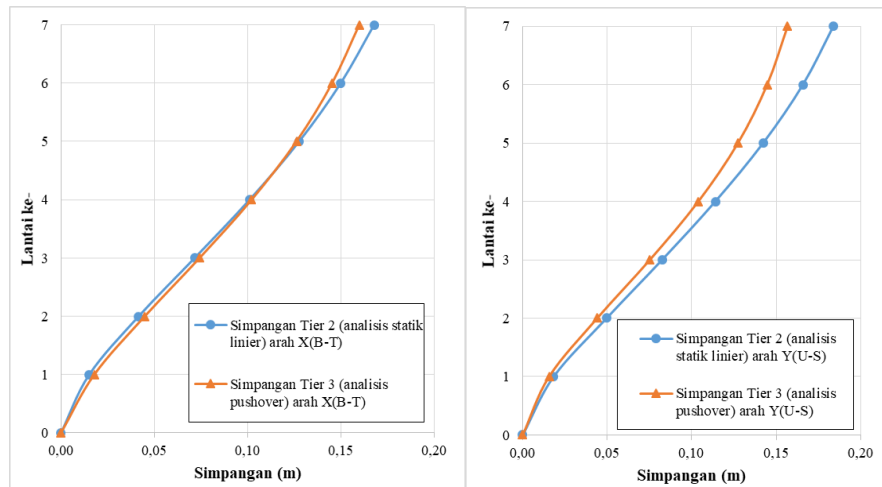 7
6
5
4
3
2
1
0
Lantai ke-
0,00
0,05
0,10
0,15
0,20
Simpangan (m)
Simpangan Tier 2 (analisis statik
linier) arah X(B-T)
Simpangan Tier 3 (analisis
pushover) arah X(B-T)
7
6
5
4
3
2
1
0
Lantai ke-
0,00
0,05
0,10
0,15
0,20
Simpangan (m)
Simpangan Tier 2 (analisis
statik linier) arah Y(U-S)
Simpangan Tier 3 (analisis
pushover) arah Y(U-S)